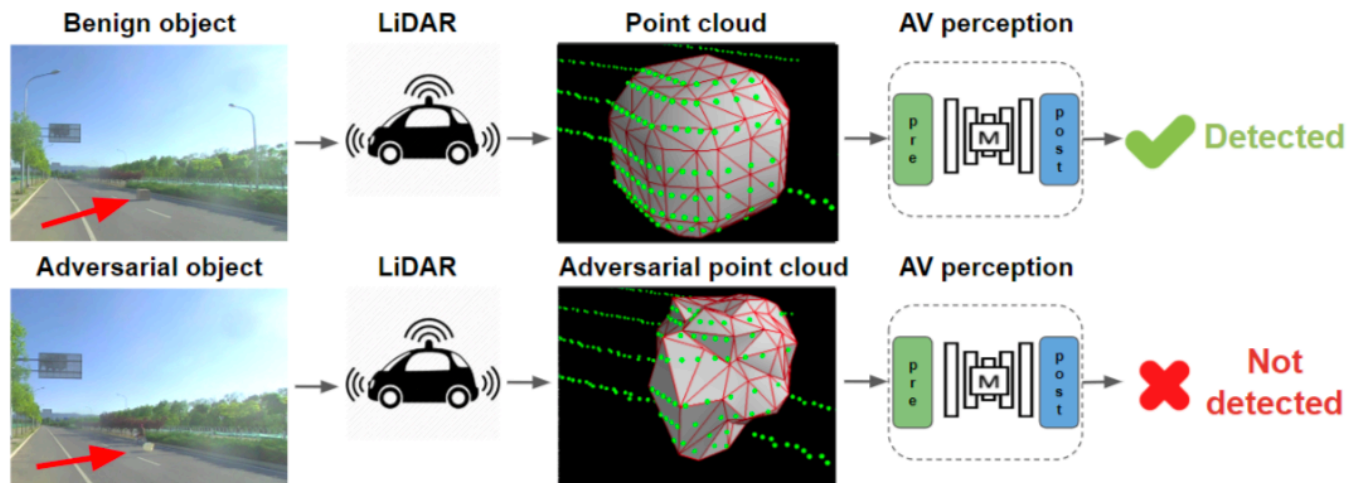 Benign object
LiDAR
Point cloud
AV perception
pre
M
post
Detected
Adversarial object
LiDAR
Adversarial point cloud
AV perception
pre
M
post
Not
detected